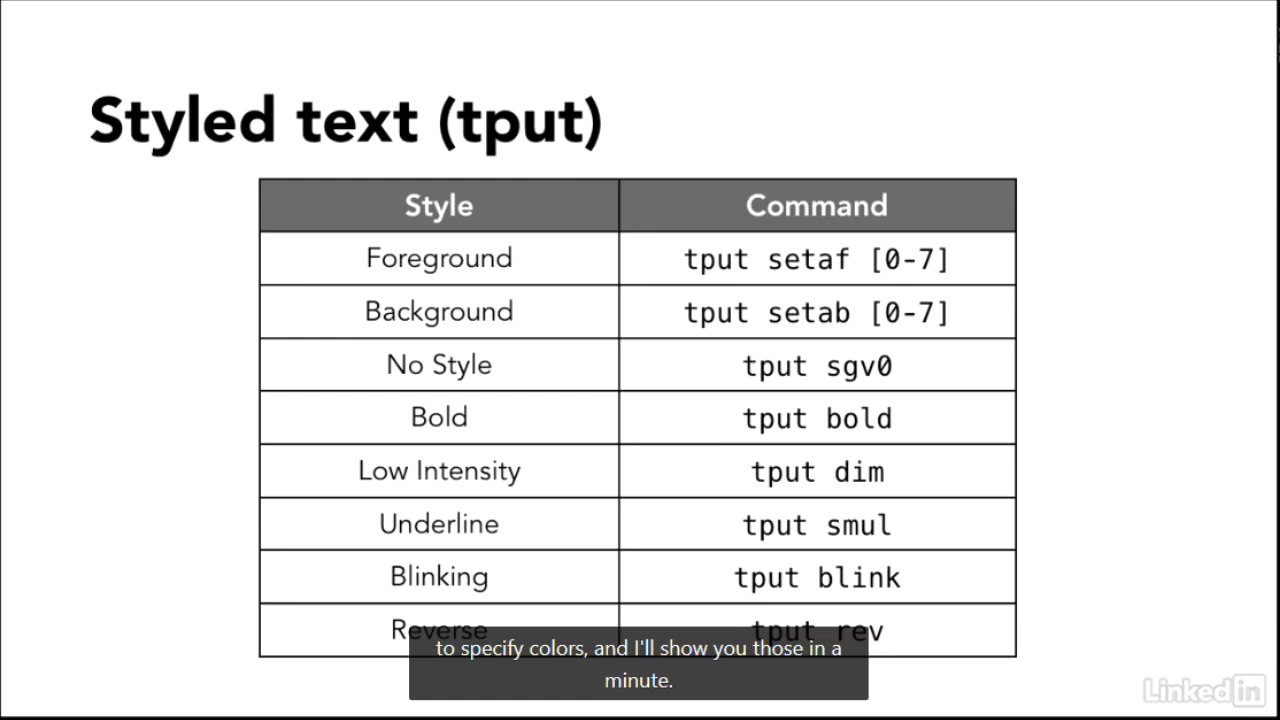 Styled text (tput)
Style Command
Foreground tput setaf [0-7]
Background tput setab [0-7]
No Style tput sgv0
Bold tput bold
Low Intensity tput dim
Underline tput smul
Blinking tput blink
Reverse tput rev
to specify colors, and I'll show you those in a
minute.
Linkedin